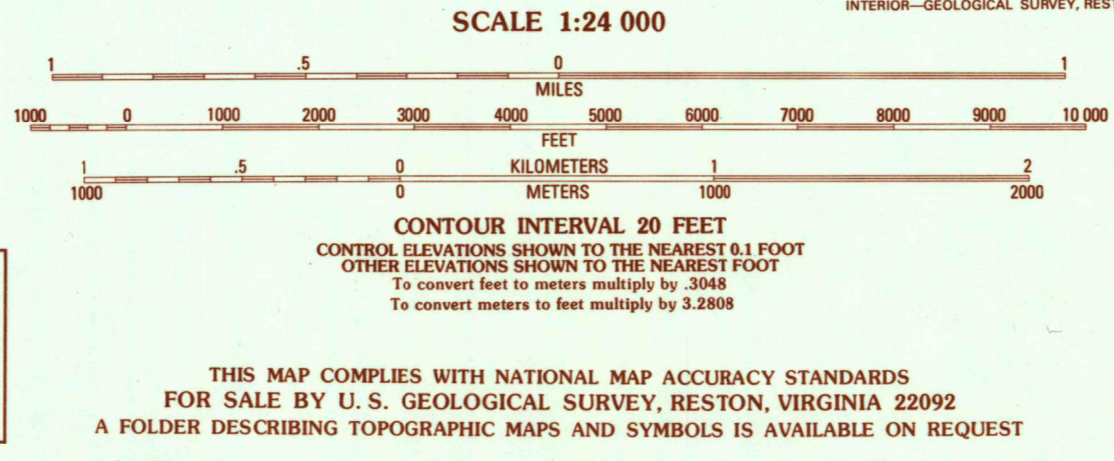 INTERIOR—GEOLOGICAL SURVEY, REST
SCALE 1:24 000
1 .5 0 1
MILES
1000 0 1000 2000 3000 4000 5000 6000 7000 8000 9000 10 000
FEET
1 .5 0 KILOMETERS 1 2
1000 0 METERS 1000 2000
CONTOUR INTERVAL 20 FEET
CONTROL ELEVATIONS SHOWN TO THE NEAREST 0.1 FOOT
OTHER ELEVATIONS SHOWN TO THE NEAREST FOOT
To convert feet to meters multiply by .3048
To convert meters to feet multiply by 3.2808
THIS MAP COMPLIES WITH NATIONAL MAP ACCURACY STANDARDS
FOR SALE BY U. S. GEOLOGICAL SURVEY, RESTON, VIRGINIA 22092
A FOLDER DESCRIBING TOPOGRAPHIC MAPS AND SYMBOLS IS AVAILABLE ON REQUEST